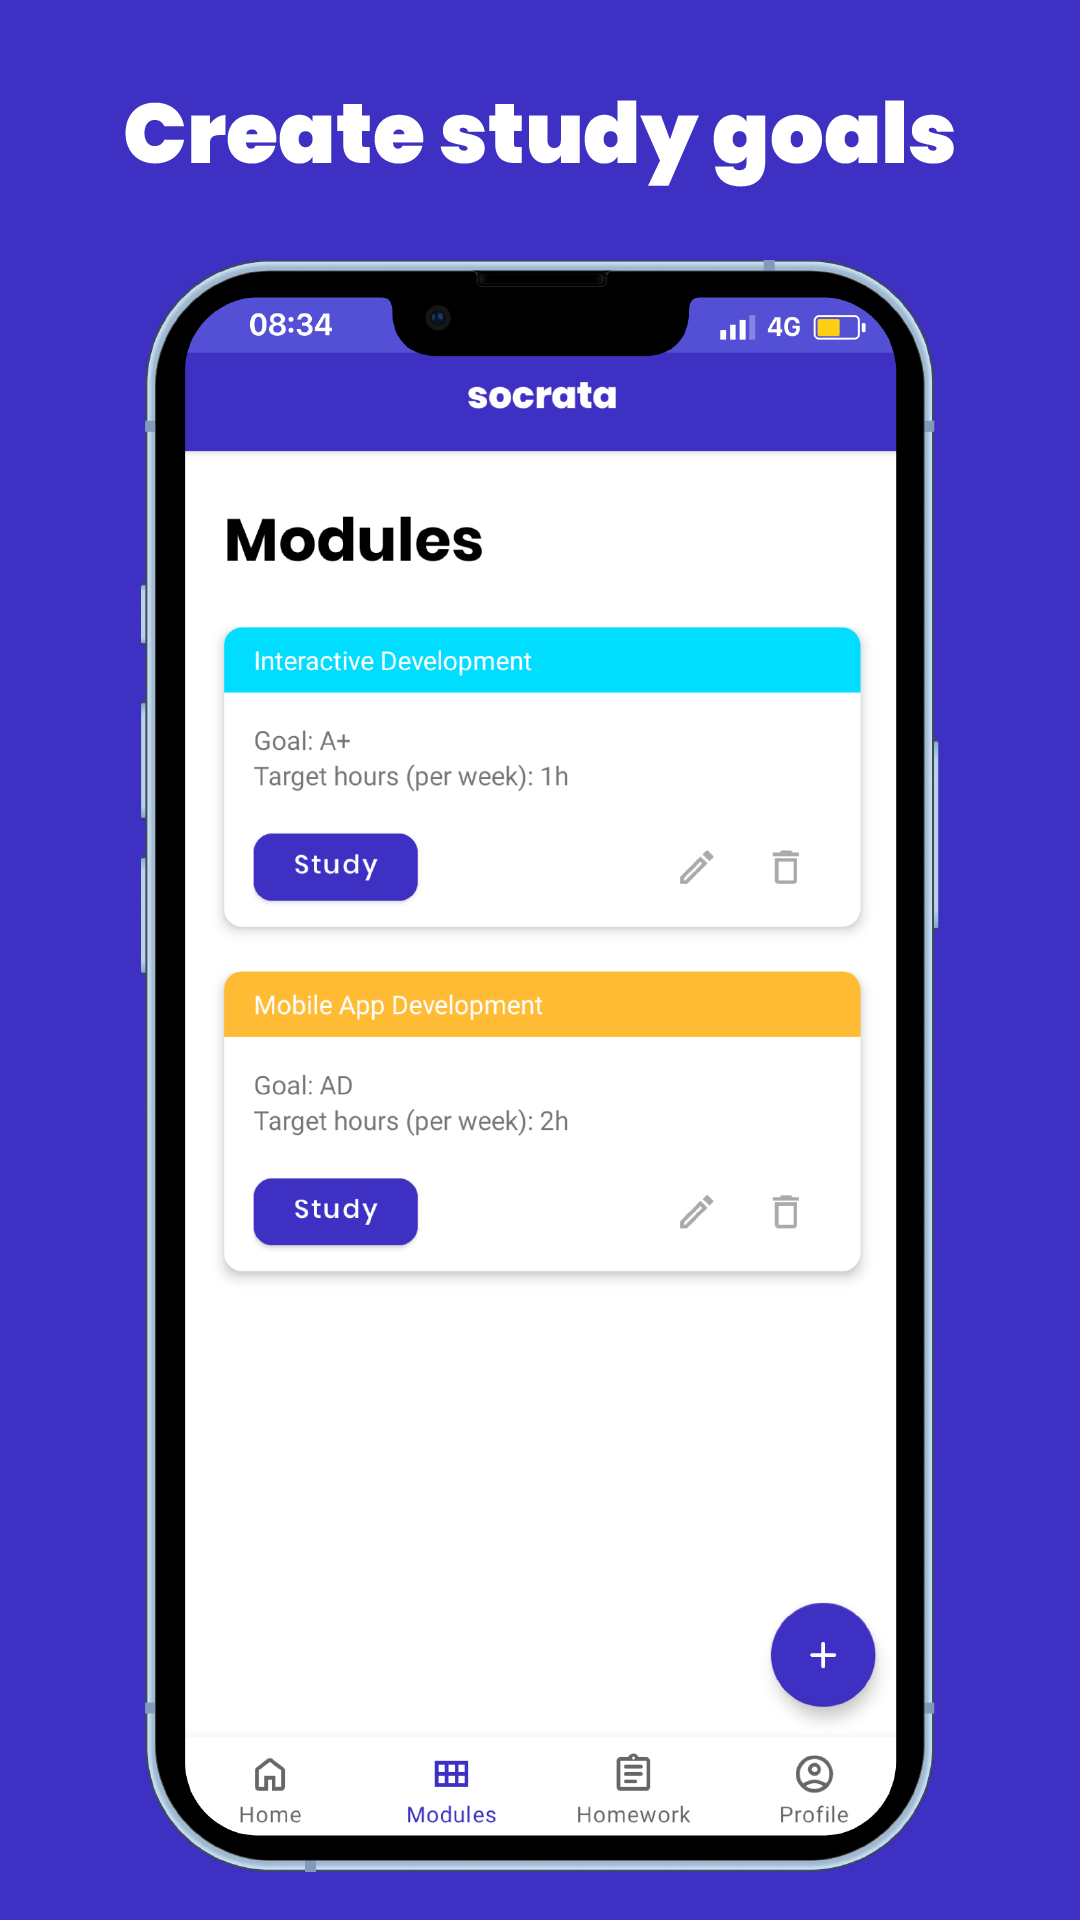 Create study goals
08:34
4G
socrata
Modules
Interactive Development
Goal: A+
Target hours (per week): 1h
Study
Mobile App Development
Goal: AD
Target hours (per week): 2h
Study
+
Home
Modules
Homework
Profile